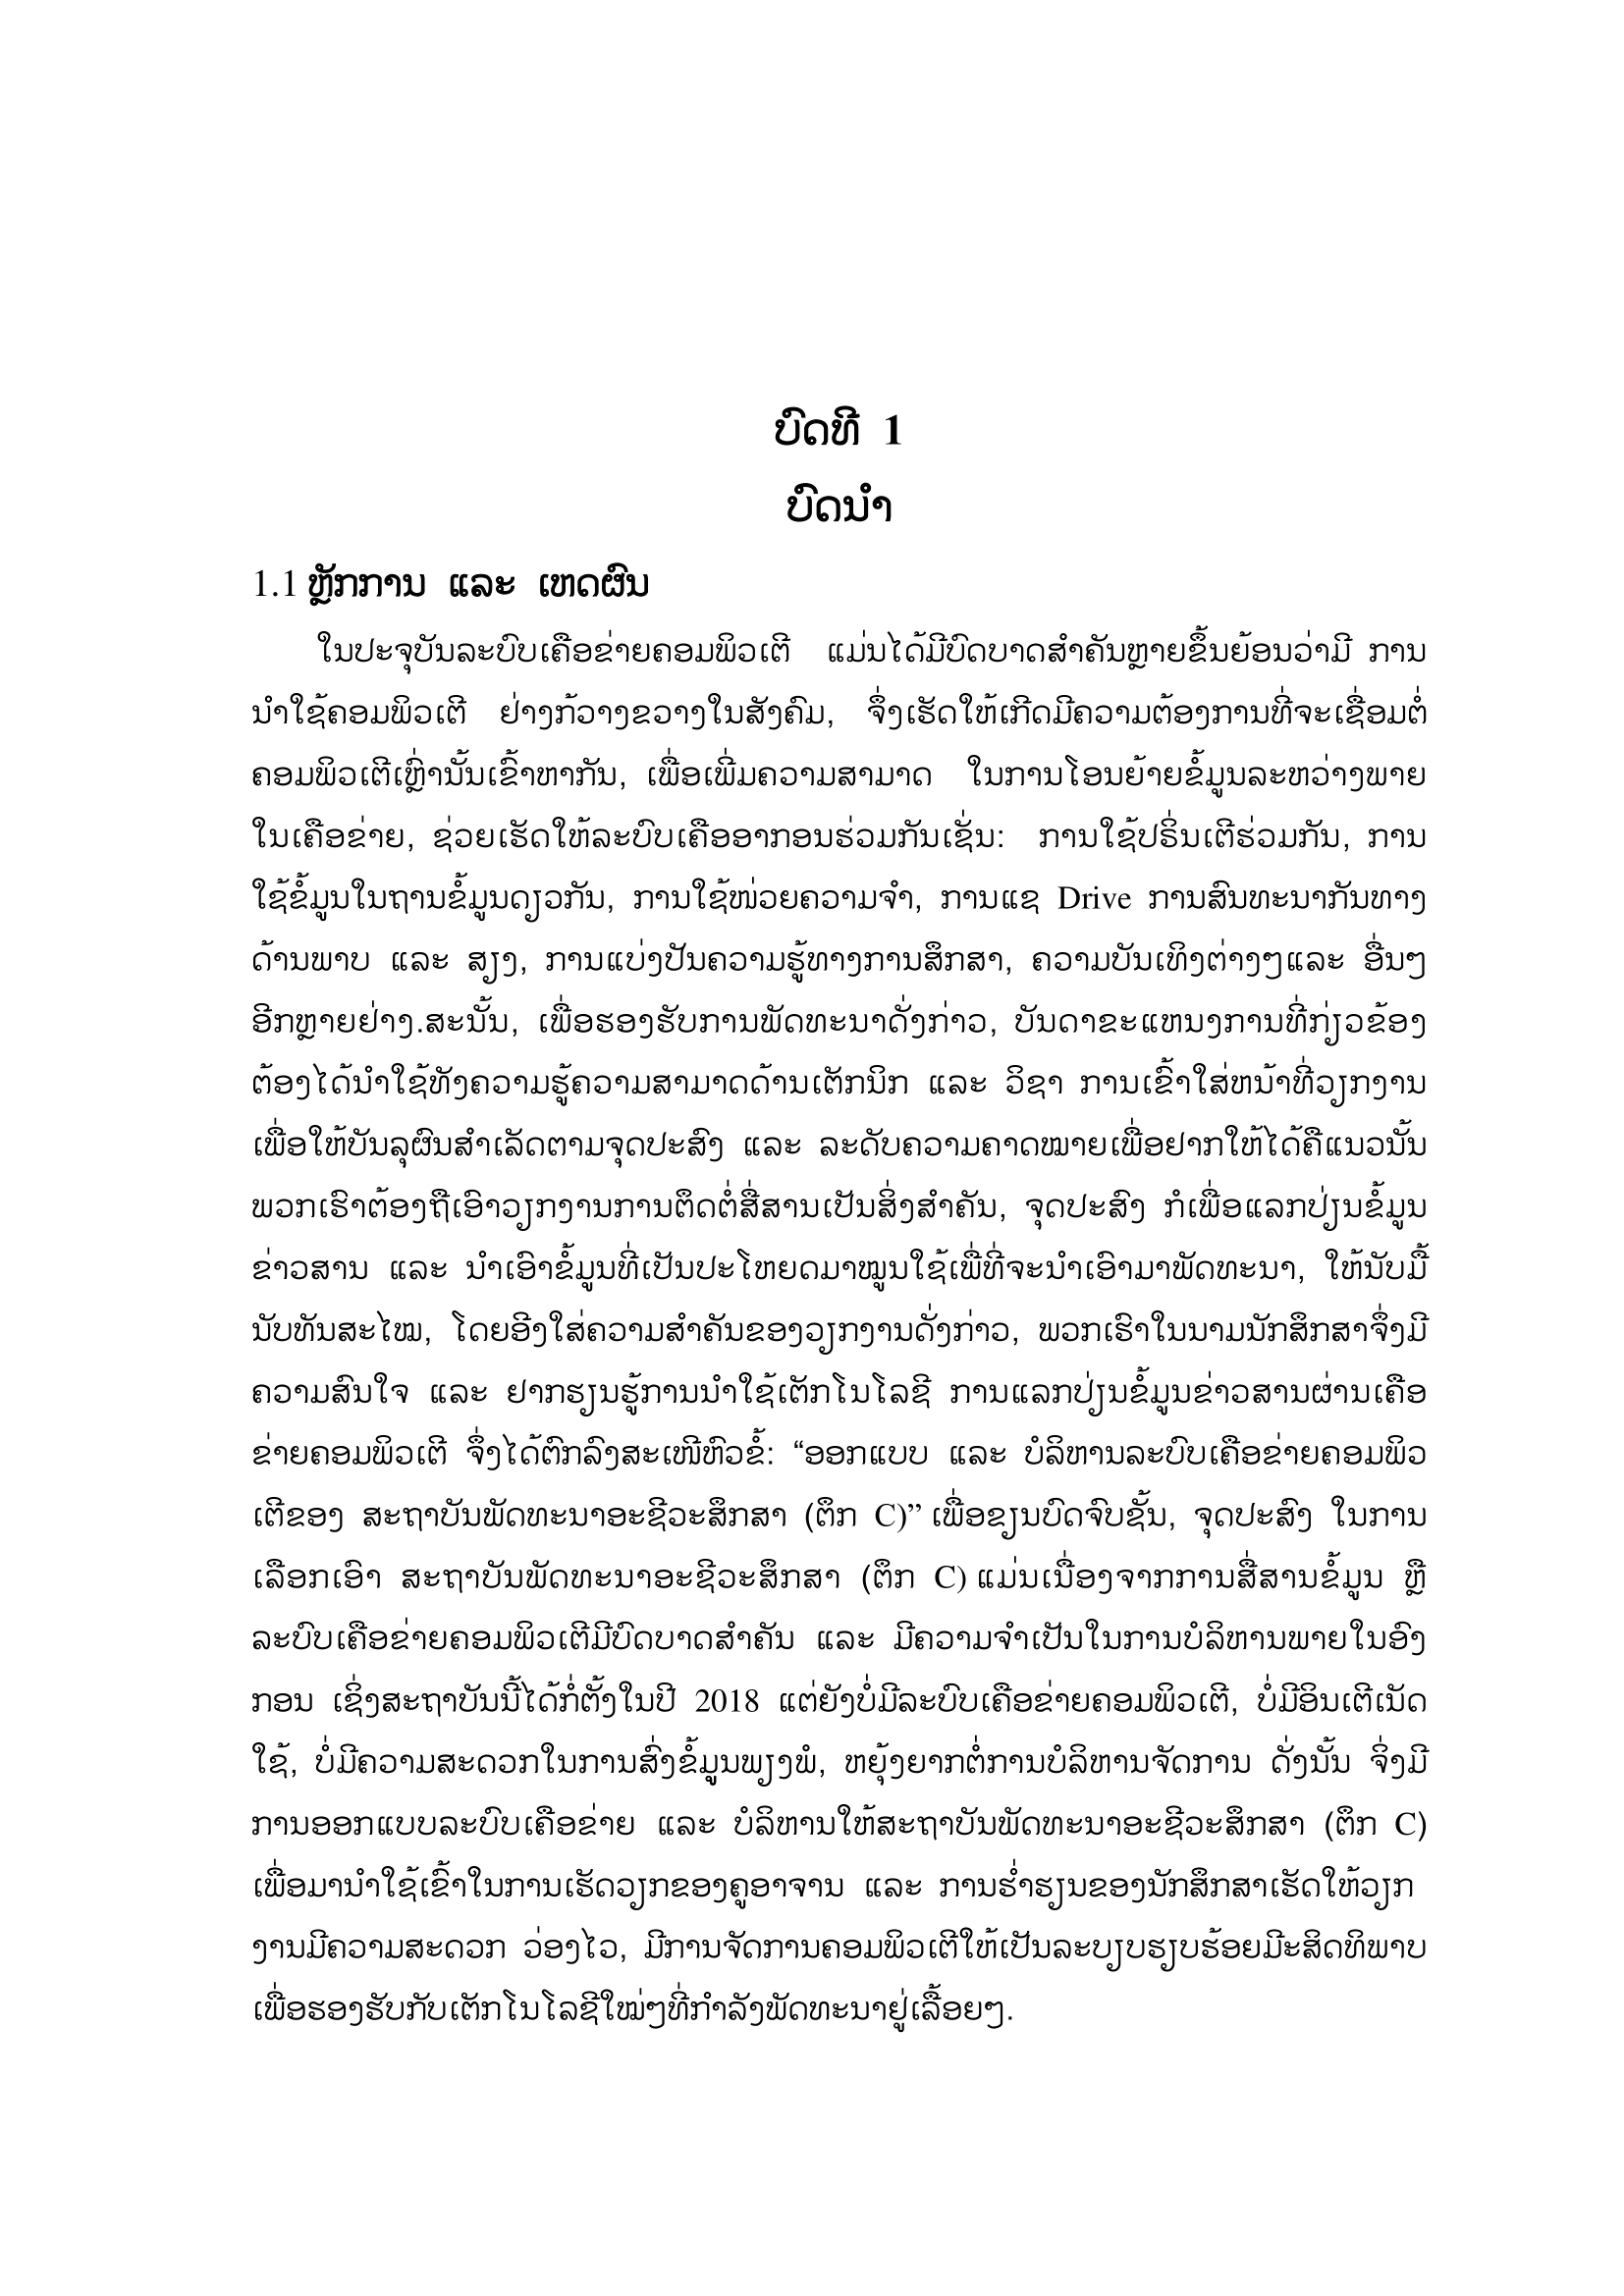 ບົດທີ 1
ບົດນຳ
1.1 ຫຼັກການ ແລະ ເຫດຜົນ
ໃນປະຈຸບັນລະບົບເຄືອຂ່າຍຄອມພິວເຕີ ແມ່ນໄດ້ມີບົດບາດສຳຄັນຫຼາຍຂຶ້ນຍ້ອນວ່າມີ ການ
ນຳໃຊ້ຄອມພິວເຕີ ຢ່າງກ້ວາງຂວາງໃນສັງຄົມ, ຈຶ່ງເຮັດໃຫ້ເກີດມີຄວາມຕ້ອງການທີ່ຈະເຊື່ອມຕໍ່
ຄອມພິວເຕີເຫຼົ່ານັ້ນເຂົ້າຫາກັນ, ເພື່ອເພີ່ມຄວາມສາມາດ ໃນການໂອນຍ້າຍຂໍ້ມູນລະຫວ່າງພາຍ
ໃນເຄືອຂ່າຍ, ຊ່ວຍເຮັດໃຫ້ລະບົບເຄືອອາກອນຮ່ວມກັນເຊັ່ນ: ການໃຊ້ປຣິ່ນເຕີຮ່ວມກັນ, ການ
ໃຊ້ຂໍ້ມູນໃນຖານຂໍ້ມູນດຽວກັນ, ການໃຊ້ໜ່ວຍຄວາມຈຳ, ການແຊ Drive ການສົນທະນາກັນທາງ
ດ້ານພາບ ແລະ ສຽງ, ການແບ່ງປັນຄວາມຮູ້ທາງການສຶກສາ, ຄວາມບັນເທິງຕ່າງໆແລະ ອື່ນໆ
ອີກຫຼາຍຢ່າງ.ສະນັ້ນ, ເພື່ອຮອງຮັບການພັດທະນາດັ່ງກ່າວ, ບັນດາຂະແຫນງການທີ່ກ່ຽວຂ້ອງ
ຕ້ອງໄດ້ນຳໃຊ້ທັງຄວາມຮູ້ຄວາມສາມາດດ້ານເຕັກນິກ ແລະ ວິຊາ ການເຂົ້າໃສ່ຫນ້າທີ່ວຽກງານ
ເພື່ອໃຫ້ບັນລຸຜົນສຳເລັດຕາມຈຸດປະສົງ ແລະ ລະດັບຄວາມຄາດໝາຍເພື່ອຢາກໃຫ້ໄດ້ຄືແນວນັ້ນ
ພວກເຮົາຕ້ອງຖືເອົາວຽກງານການຕິດຕໍ່ສື່ສານເປັນສິ່ງສຳຄັນ, ຈຸດປະສົງ ກໍເພື່ອແລກປ່ຽນຂໍ້ມູນ
ຂ່າວສານ ແລະ ນຳເອົາຂໍ້ມູນທີ່ເປັນປະໂຫຍດມາໝູນໃຊ້ເພື່ທີ່ຈະນຳເອົາມາພັດທະນາ, ໃຫ້ນັບມື້
ນັບທັນສະໄໝ, ໂດຍອີງໃສ່ຄວາມສຳຄັນຂອງວຽກງານດັ່ງກ່າວ, ພວກເຮົາໃນນາມນັກສຶກສາຈຶ່ງມີ
ຄວາມສົນໃຈ ແລະ ຢາກຮຽນຮູ້ການນຳໃຊ້ເຕັກໂນໂລຊີ ການແລກປ່ຽນຂໍ້ມູນຂ່າວສານຜ່ານເຄືອ
ຂ່າຍຄອມພິວເຕີ ຈຶ່ງໄດ້ຕົກລົງສະເໜີຫົວຂໍ້: “ອອກແບບ ແລະ ບໍລິຫານລະບົບເຄືອຂ່າຍຄອມພິວ
ເຕີຂອງ ສະຖາບັນພັດທະນາອະຊີວະສຶກສາ (ຕຶກ C)” ເພື່ອຂຽນບົດຈົບຊັ້ນ, ຈຸດປະສົງ ໃນການ
ເລືອກເອົາ ສະຖາບັນພັດທະນາອະຊີວະສຶກສາ (ຕຶກ C) ແມ່ນເນື່ອງຈາກການສື່ສານຂໍ້ມູນ ຫຼື
ລະບົບເຄືອຂ່າຍຄອມພິວເຕີມີບົດບາດສຳຄັນ ແລະ ມີຄວາມຈຳເປັນໃນການບໍລິຫານພາຍໃນອົງ
ກອນ ເຊິ່ງສະຖາບັນນີ້ໄດ້ກໍ່ຕັ້ງໃນປີ 2018 ແຕ່ຍັງບໍ່ມີລະບົບເຄືອຂ່າຍຄອມພິວເຕີ, ບໍ່ມີອິນເຕີເນັດ
ໃຊ້, ບໍ່ມີຄວາມສະດວກໃນການສົ່ງຂໍ້ມູນພຽງພໍ, ຫຍຸ້ງຍາກຕໍ່ການບໍລິຫານຈັດການ ດັ່ງນັ້ນ ຈຶ່ງມີ
ການອອກແບບລະບົບເຄືອຂ່າຍ ແລະ ບໍລິຫານໃຫ້ສະຖາບັນພັດທະນາອະຊີວະສຶກສາ (ຕຶກ C)
ເພື່ອມານຳໃຊ້ເຂົ້າໃນການເຮັດວຽກຂອງຄູອາຈານ ແລະ ການຮ່ຳຮຽນຂອງນັກສຶກສາເຮັດໃຫ້ວຽກ
ງານມີຄວາມສະດວກ ວ່ອງໄວ, ມີການຈັດການຄອມພິວເຕີໃຫ້ເປັນລະບຽບຮຽບຮ້ອຍມີະສິດທິພາບ
ເພື່ອຮອງຮັບກັບເຕັກໂນໂລຊີໃໝ່ໆທີ່ກຳລັງພັດທະນາຢູ່ເລື້ອຍໆ.